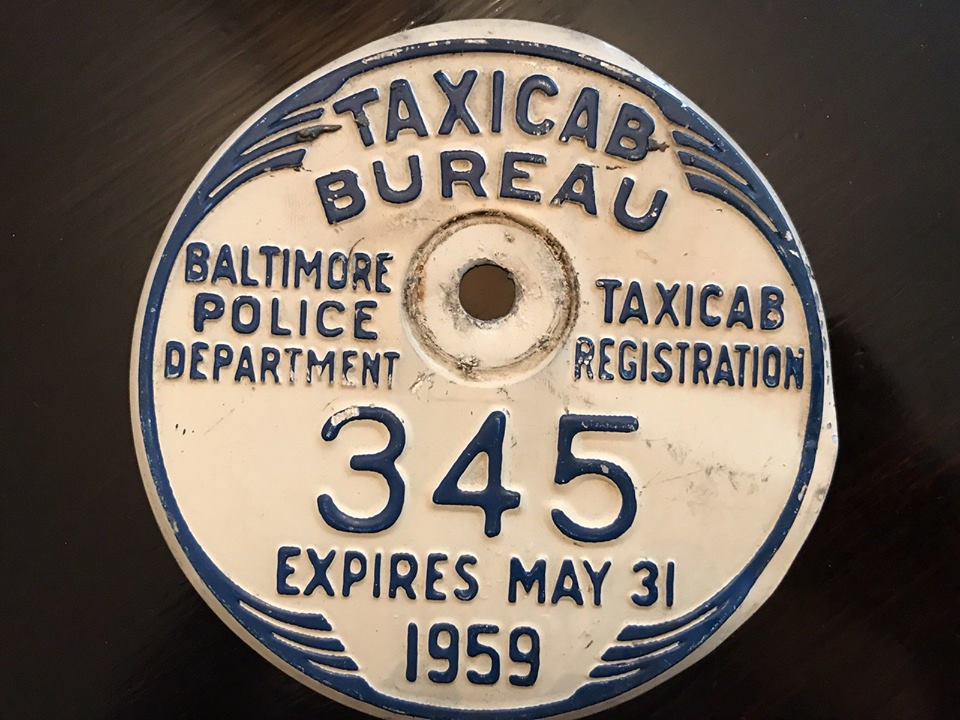 TAXICAB
BUREAU
BALTIMORE
POLICE
DEPARTMENT
TAXICAB
REGISTRATION
345
EXPIRES MAY 31
1959